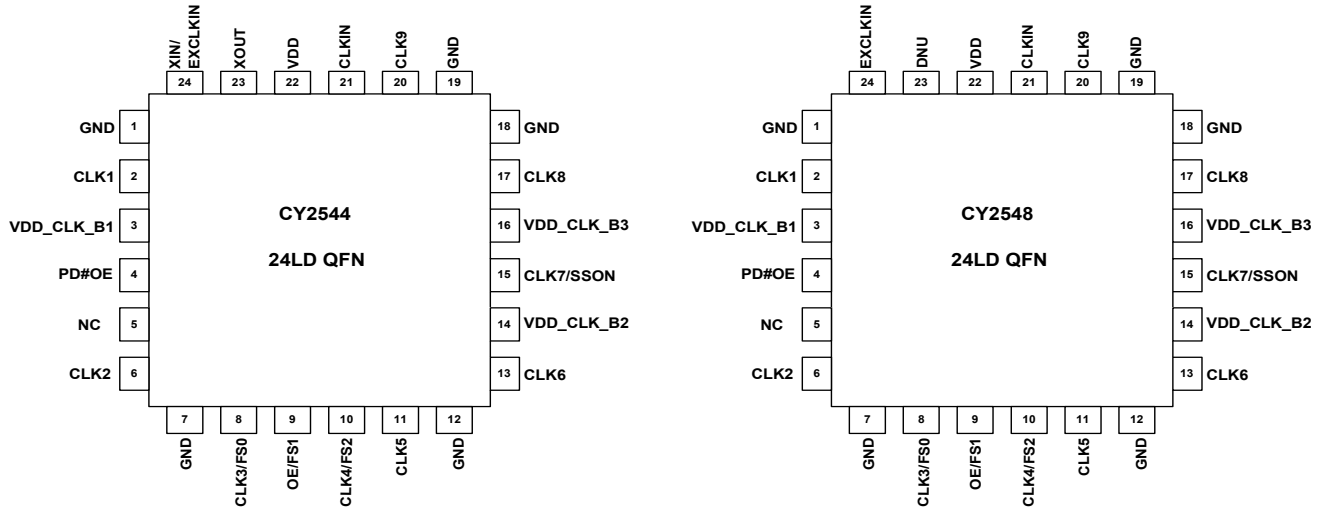 XIN/
EXCLKIN
XOUT
VDD
CLKIN
CLK9
GND
24
23
22
21
20
19
GND
1
CLK1
2
VDD_CLK_B1
3
PD#OE
4
NC
5
CLK2
6
CY2544
24LD QFN
18
GND
17
CLK8
16
VDD_CLK_B3
15
CLK7/SSON
14
VDD_CLK_B2
13
CLK6
7
8
9
10
11
12
GND
CLK3/FS0
OE/FS1
CLK4/FS2
CLK5
GND
EXCLKIN
DNU
VDD
CLKIN
CLK9
GND
24
23
22
21
20
19
GND
1
CLK1
2
VDD_CLK_B1
3
PD#OE
4
NC
5
CLK2
6
CY2548
24LD QFN
18
GND
17
CLK8
16
VDD_CLK_B3
15
CLK7/SSON
14
VDD_CLK_B2
13
CLK6
7
8
9
10
11
12
GND
CLK3/FS0
OE/FS1
CLK4/FS2
CLK5
GND